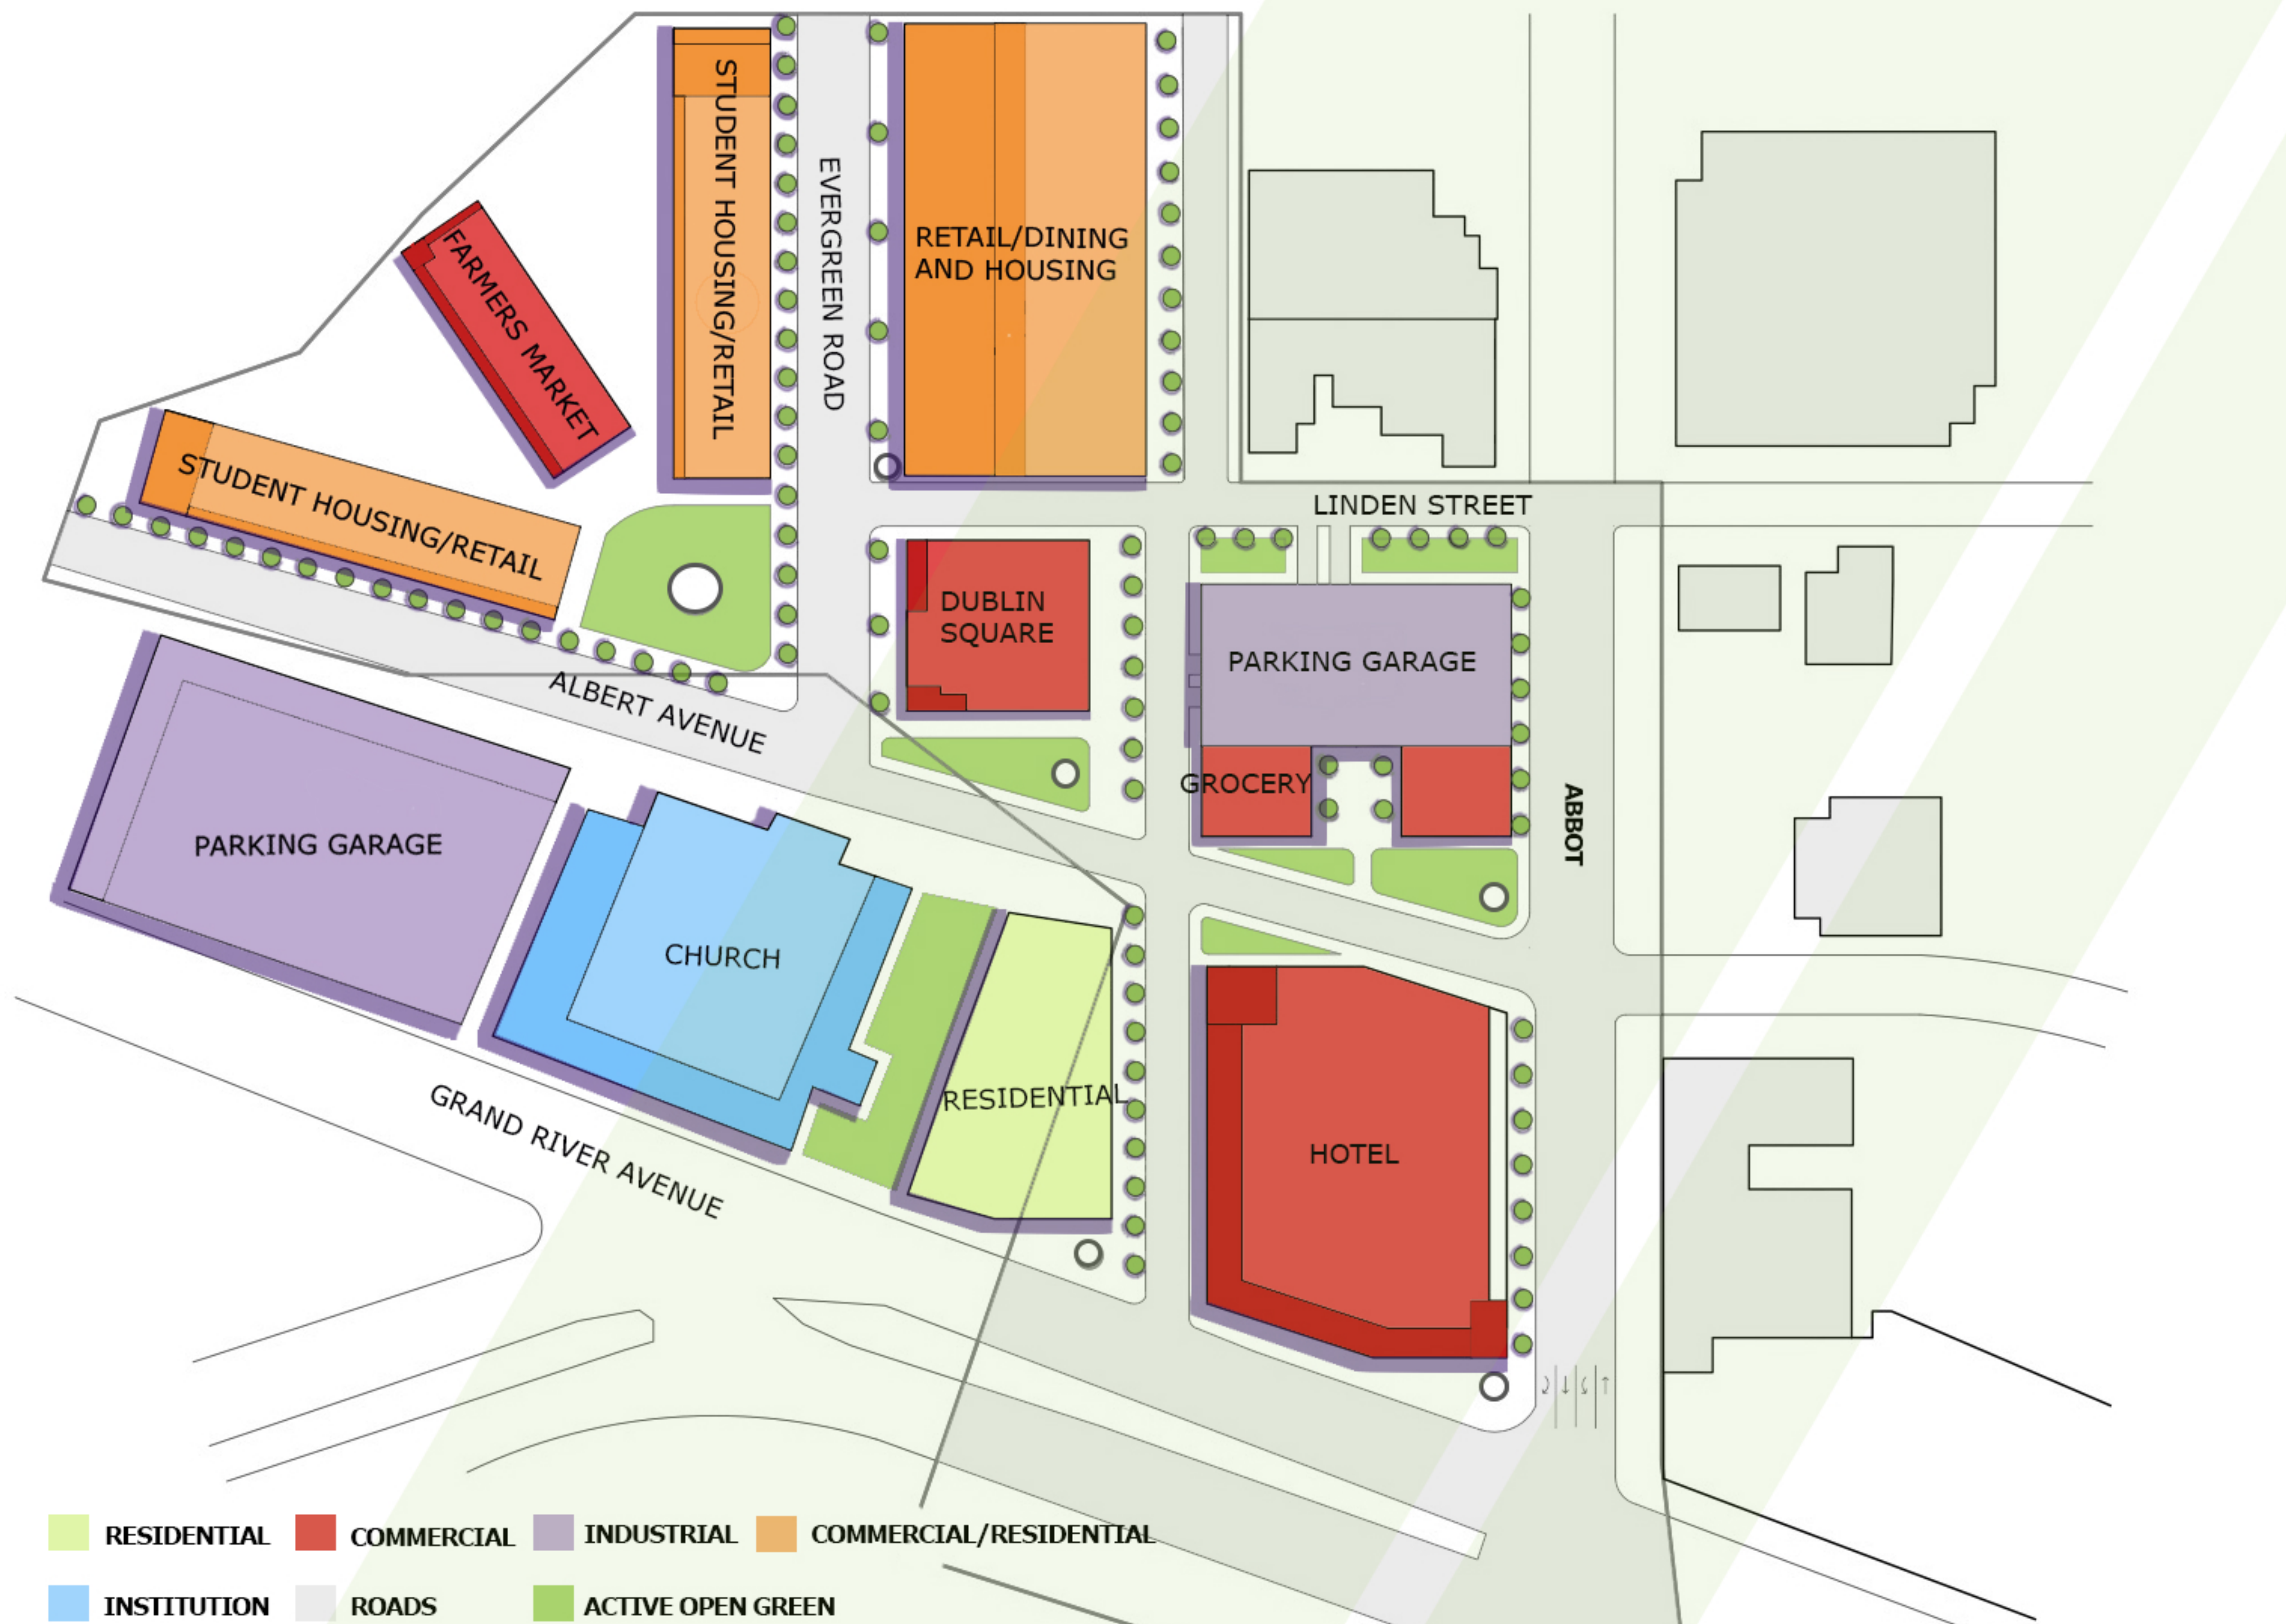 STUDENT HOUSING/RETAIL
EVERGREEN ROAD
RETAIL/DINING
AND HOUSING
FARMERS MARKET
STUDENT HOUSING/RETAIL
LINDEN STREET
DUBLIN
SQUARE
PARKING GARAGE
ALBERT AVENUE
GROCERY
ABBOT
PARKING GARAGE
CHURCH
RESIDENTIAL
HOTEL
GRAND RIVER AVENUE
RESIDENTIAL COMMERCIAL INDUSTRIAL COMMERCIAL/RESIDENTIAL
INSTITUTION ROADS ACTIVE OPEN GREEN